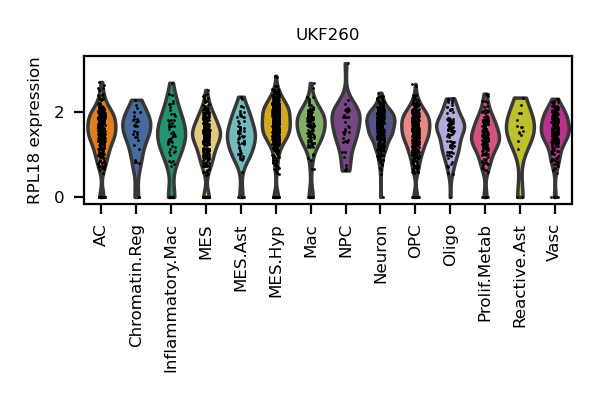 UKF260
RPL18 expression
2
0
AC
Chromatin.Reg
Inflammatory.Mac
MES
MES.Ast
MES.Hyp
Mac
NPC
Neuron
OPC
Oligo
Prolif.Metab
Reactive.Ast
Vasc